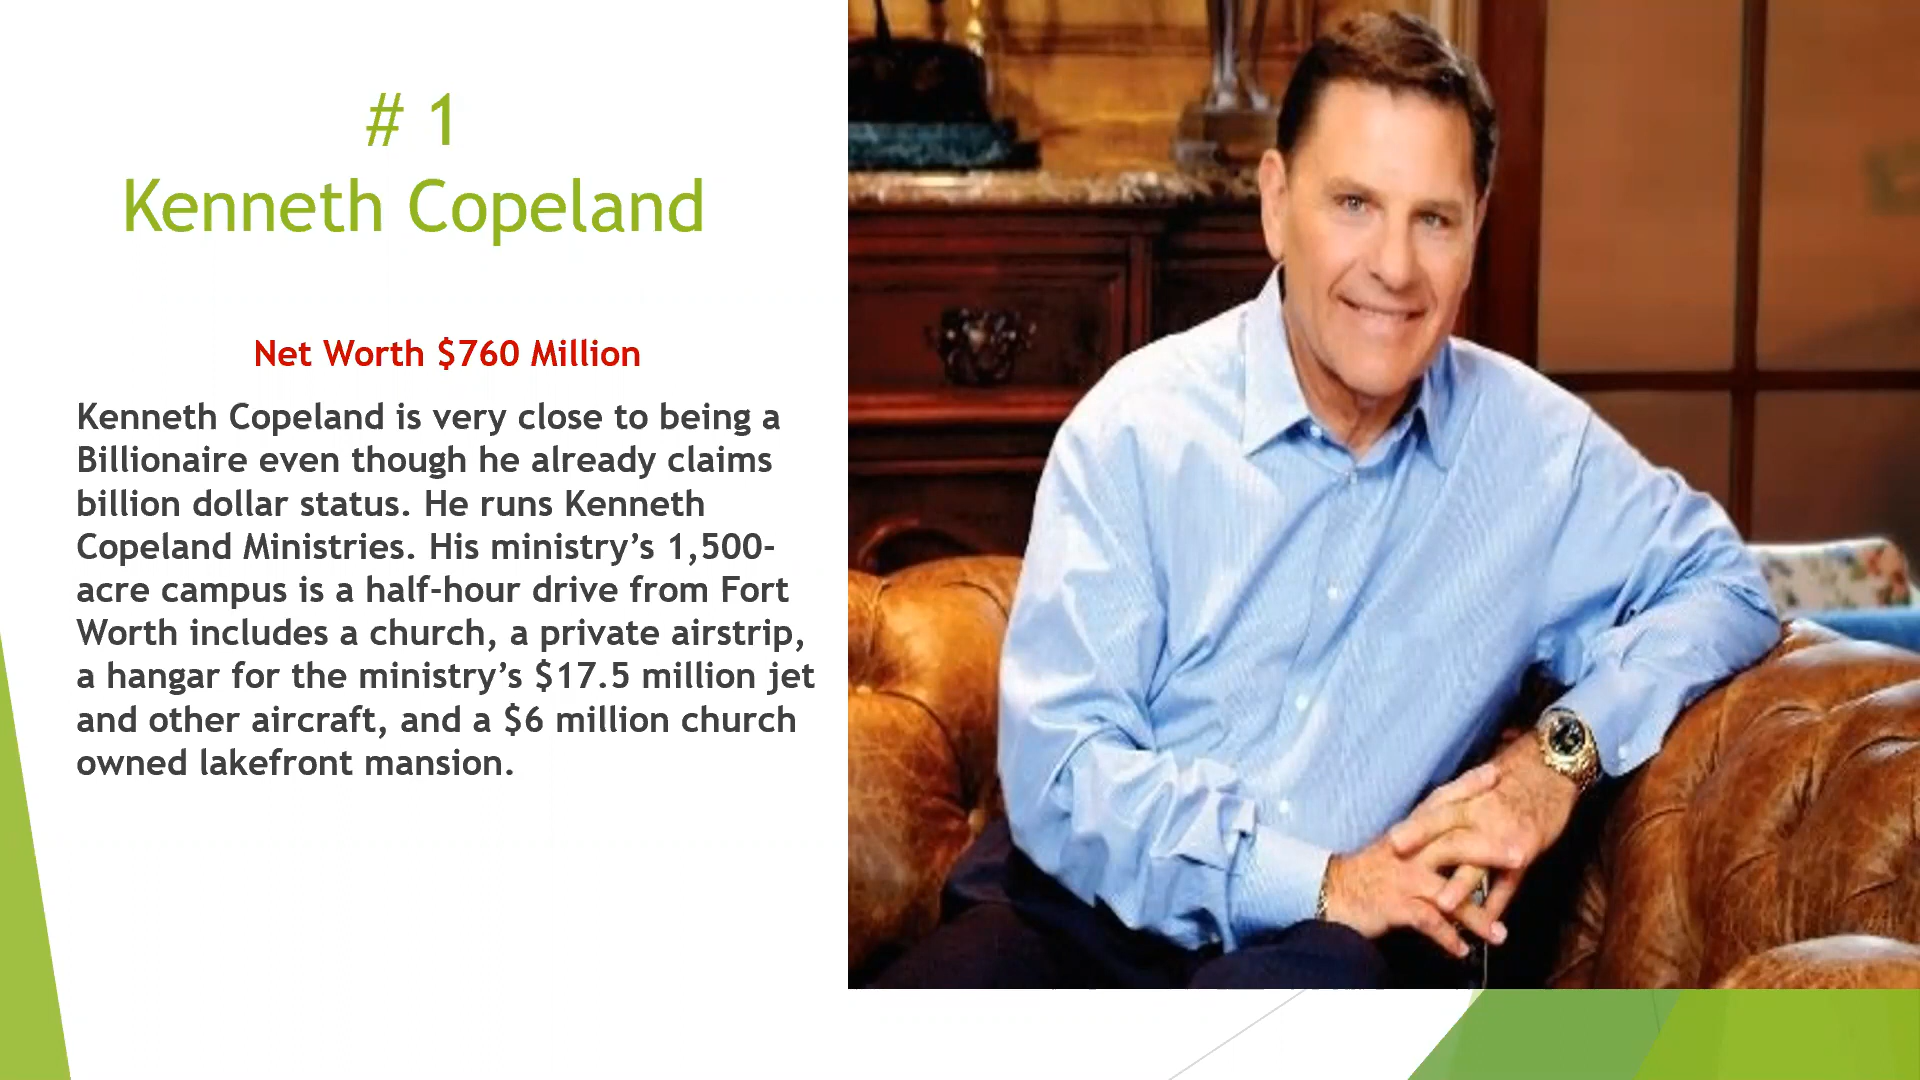 # 1
Kenneth Copeland
Net Worth $760 Million
Kenneth Copeland is very close to being a
Billionaire even though he already claims
billion dollar status. He runs Kenneth
Copeland Ministries. His ministry’s 1,500-
acre campus is a half-hour drive from Fort
Worth includes a church, a private airstrip,
a hangar for the ministry’s $17.5 million jet
and other aircraft, and a $6 million church
owned lakefront mansion.